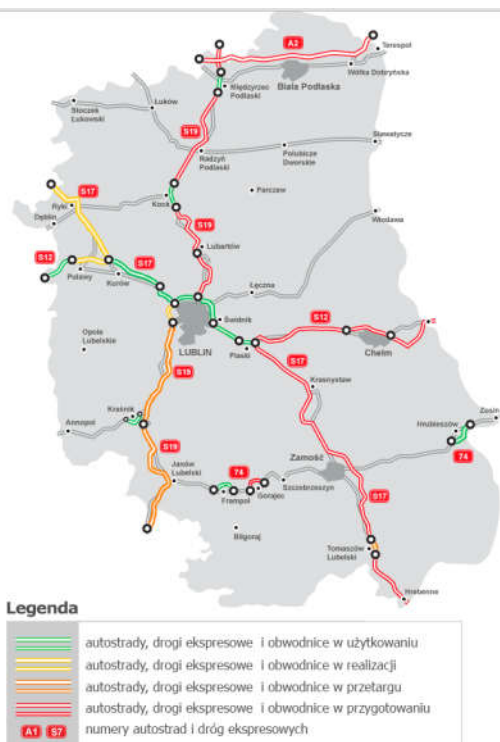 A2
Terespol
Wólka Dobryńska
Międzyrzec
Podlaski
Biała Podlaska
Łuków
Stoczek
Łukowski
S19
Radzyń
Podlaski
Polubicze
Dworskie
Sławatycze
S17
Ryki
Dęblin
Kock
Parczew
S19
Włodawa
Lubartów
S12
S17
Puławy
Kurów
Łęczna
Świdnik
S12
Opole
Lubelskie
LUBLIN
Piaski
Chełm
S17
S19
Krasnystaw
Kraśnik
Annopol
S19
Hrubieszów
Zosin
74
Zamość
Janów
Lubelski
74
Szczebrzeszyn
Frampol
Gorajec
S17
Biłgoraj
Tomaszów
Lubelski
Hrebenne
Legenda
autostrady, drogi ekspresowe i obwodnice w użytkowaniu
autostrady, drogi ekspresowe i obwodnice w realizacji
autostrady, drogi ekspresowe i obwodnice w przetargu
autostrady, drogi ekspresowe i obwodnice w przygotowaniu
A1 S7 numery autostrad i dróg ekspresowych